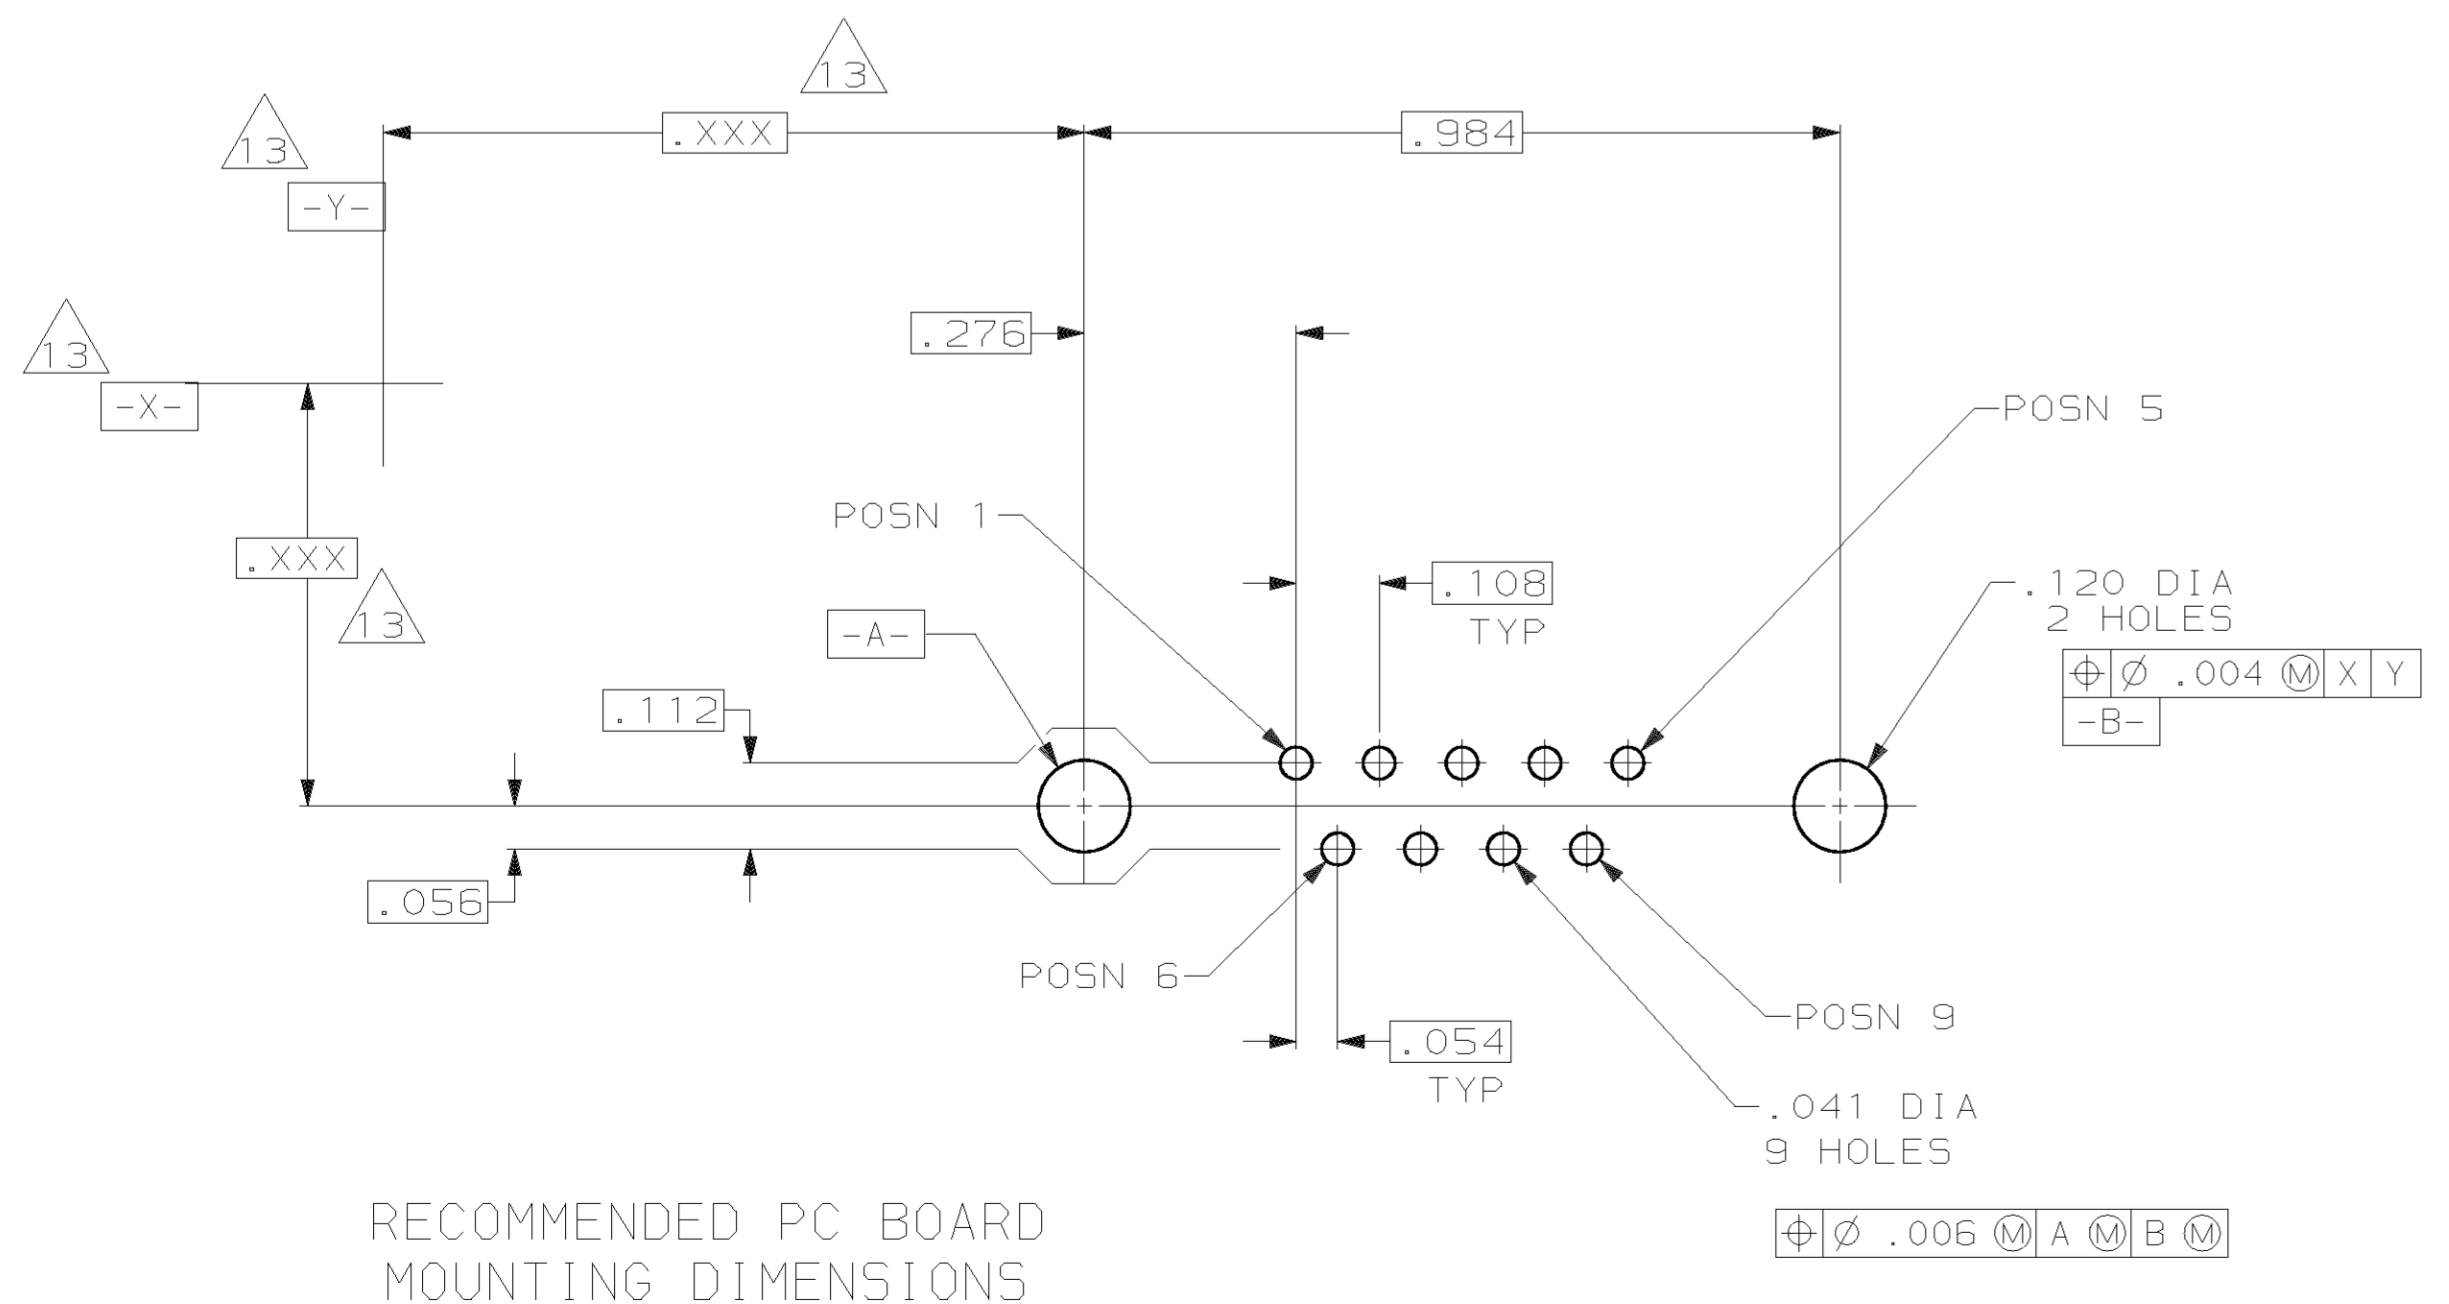 13
13
.XXX
.984
-Y-
13
.276
-X-
POSN 5
POSN 1
.XXX
13
.108
TYP
.120 DIA
2 HOLES
-A-
⌖ ∅ .004 Ⓜ X Y
-B-
.112
.056
POSN 6
POSN 9
.054
TYP
.041 DIA
9 HOLES
⌖ ∅ .006 Ⓜ A Ⓜ B Ⓜ
RECOMMENDED PC BOARD
MOUNTING DIMENSIONS